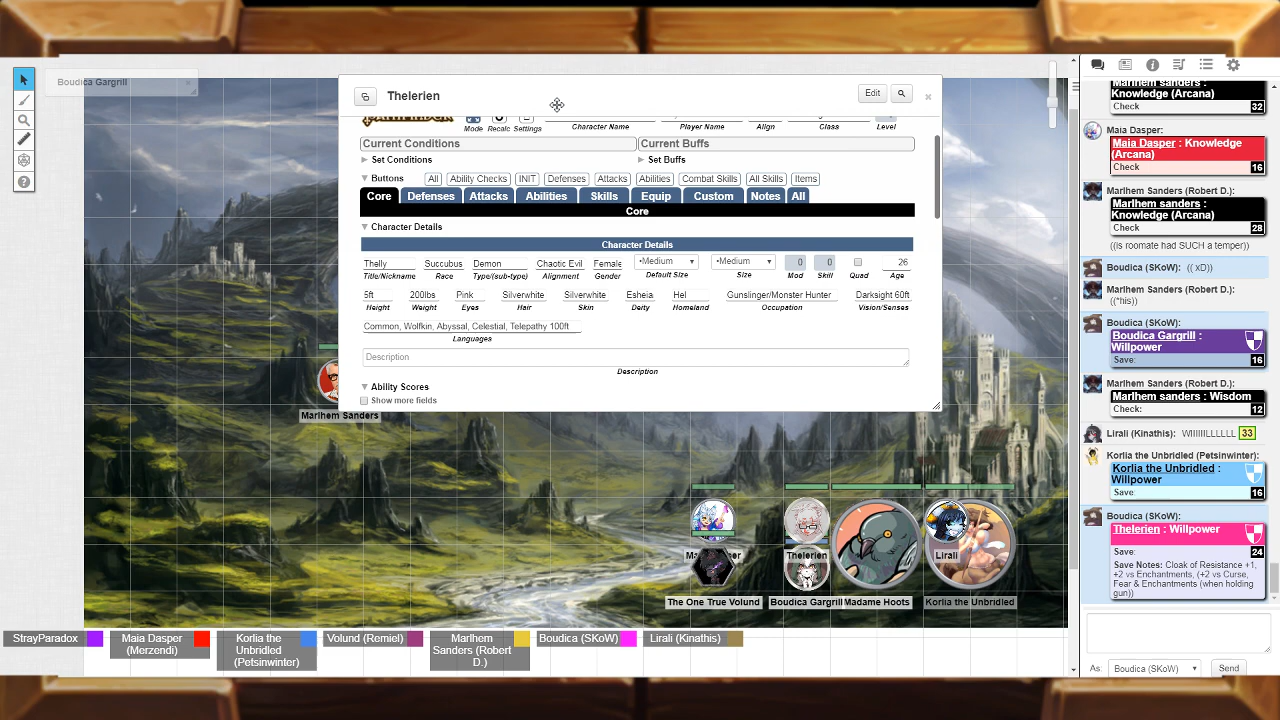 Boudica Gargrill
Thelerien
Edit
Mode Recalc Settings Character Name Player Name Align Class Level
Current Conditions Current Buffs
Set Conditions Set Buffs
Buttons All Ability Checks INIT Defenses Attacks Abilities Combat Skills All Skills Items
Core Defenses Attacks Abilities Skills Equip Custom Notes All
Core
Character Details
Character Details
Thelly Succubus Demon Chaotic Evil Female •Medium •Medium 0 0 26
Title/Nickname Race Type/(sub-type) Alignment Gender Default Size Size Mod Skill Quad Age
5ft 200lbs Pink Silverwhite Silverwhite Esheia Hel Gunslinger/Monster Hunter Darksight 60ft
Height Weight Eyes Hair Skin Deity Homeland Occupation Vision/Senses
Common, Wolfkin, Abyssal, Celestial, Telepathy 100ft
Languages
Description
Description
Ability Scores
Show more fields
Marlhem Sanders
Thelerien
Lirali
The One True Volund
Boudica Gargrill
Madame Hoots
Korlia the Unbridled
StrayParadox
Maia Dasper
(Merzendi)
Korlia the
Unbridled
(Petsinwinter)
Volund (Remiel)
Marlhem
Sanders (Robert
D.)
Boudica (SKoW)
Lirali (Kinathis)
Marlhem sanders :
Knowledge (Arcana)
Check 32
Maia Dasper:
Maia Dasper : Knowledge
(Arcana)
Check 16
Marlhem Sanders (Robert D.):
Marlhem sanders :
Knowledge (Arcana)
Check 28
((Is roomate had SUCH a temper))
Boudica (SKoW): (( xD))
Marlhem Sanders (Robert D.):
((*his))
Boudica (SKoW):
Boudica Gargrill :
Willpower
Save: 16
Marlhem Sanders (Robert D.):
Marlhem sanders : Wisdom
Check: 12
Lirali (Kinathis): WIIIIIILLLLLL 33
Korlia the Unbridled (Petsinwinter):
Korlia the Unbridled :
Willpower
Save: 16
Boudica (SKoW):
Thelerien : Willpower
Save: 24
Save Notes: Cloak of Resistance +1,
+2 vs Enchantments, (+2 vs Curse,
Fear & Enchantments (when holding
gun))
As: Boudica (SKoW) Send